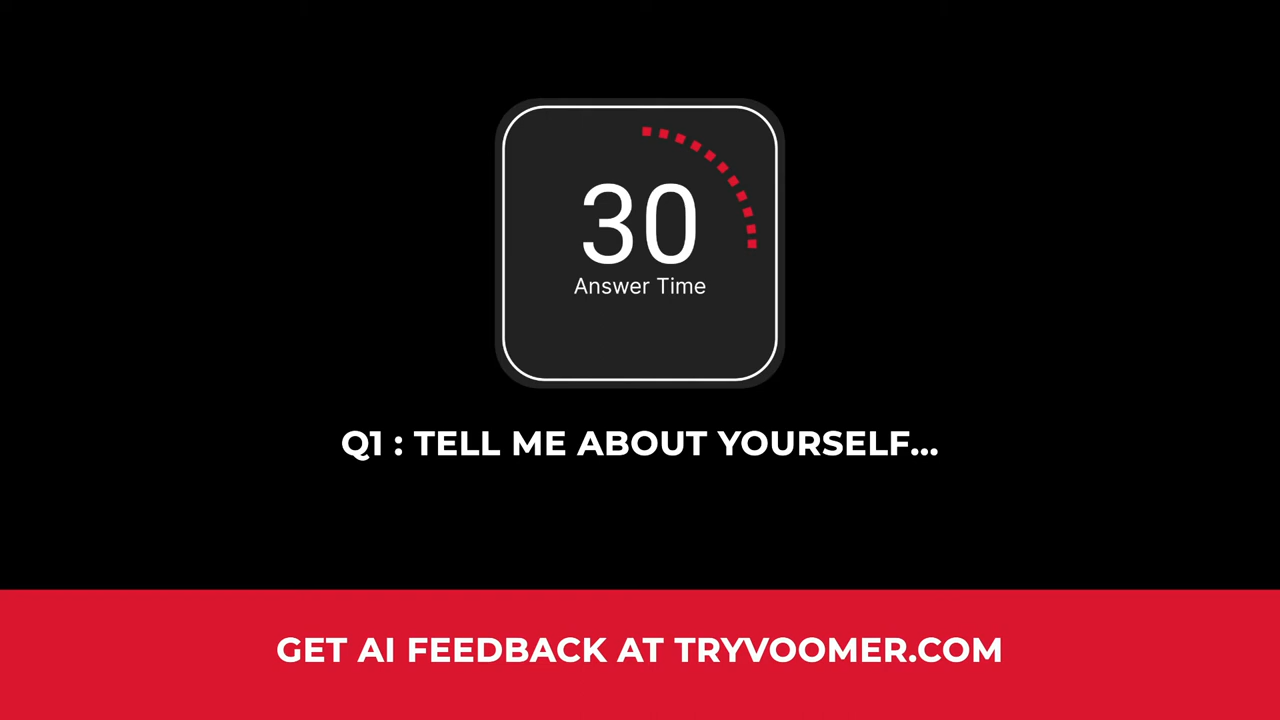 30
Answer Time
Q1 : TELL ME ABOUT YOURSELF...
GET AI FEEDBACK AT TRYVOOMER.COM